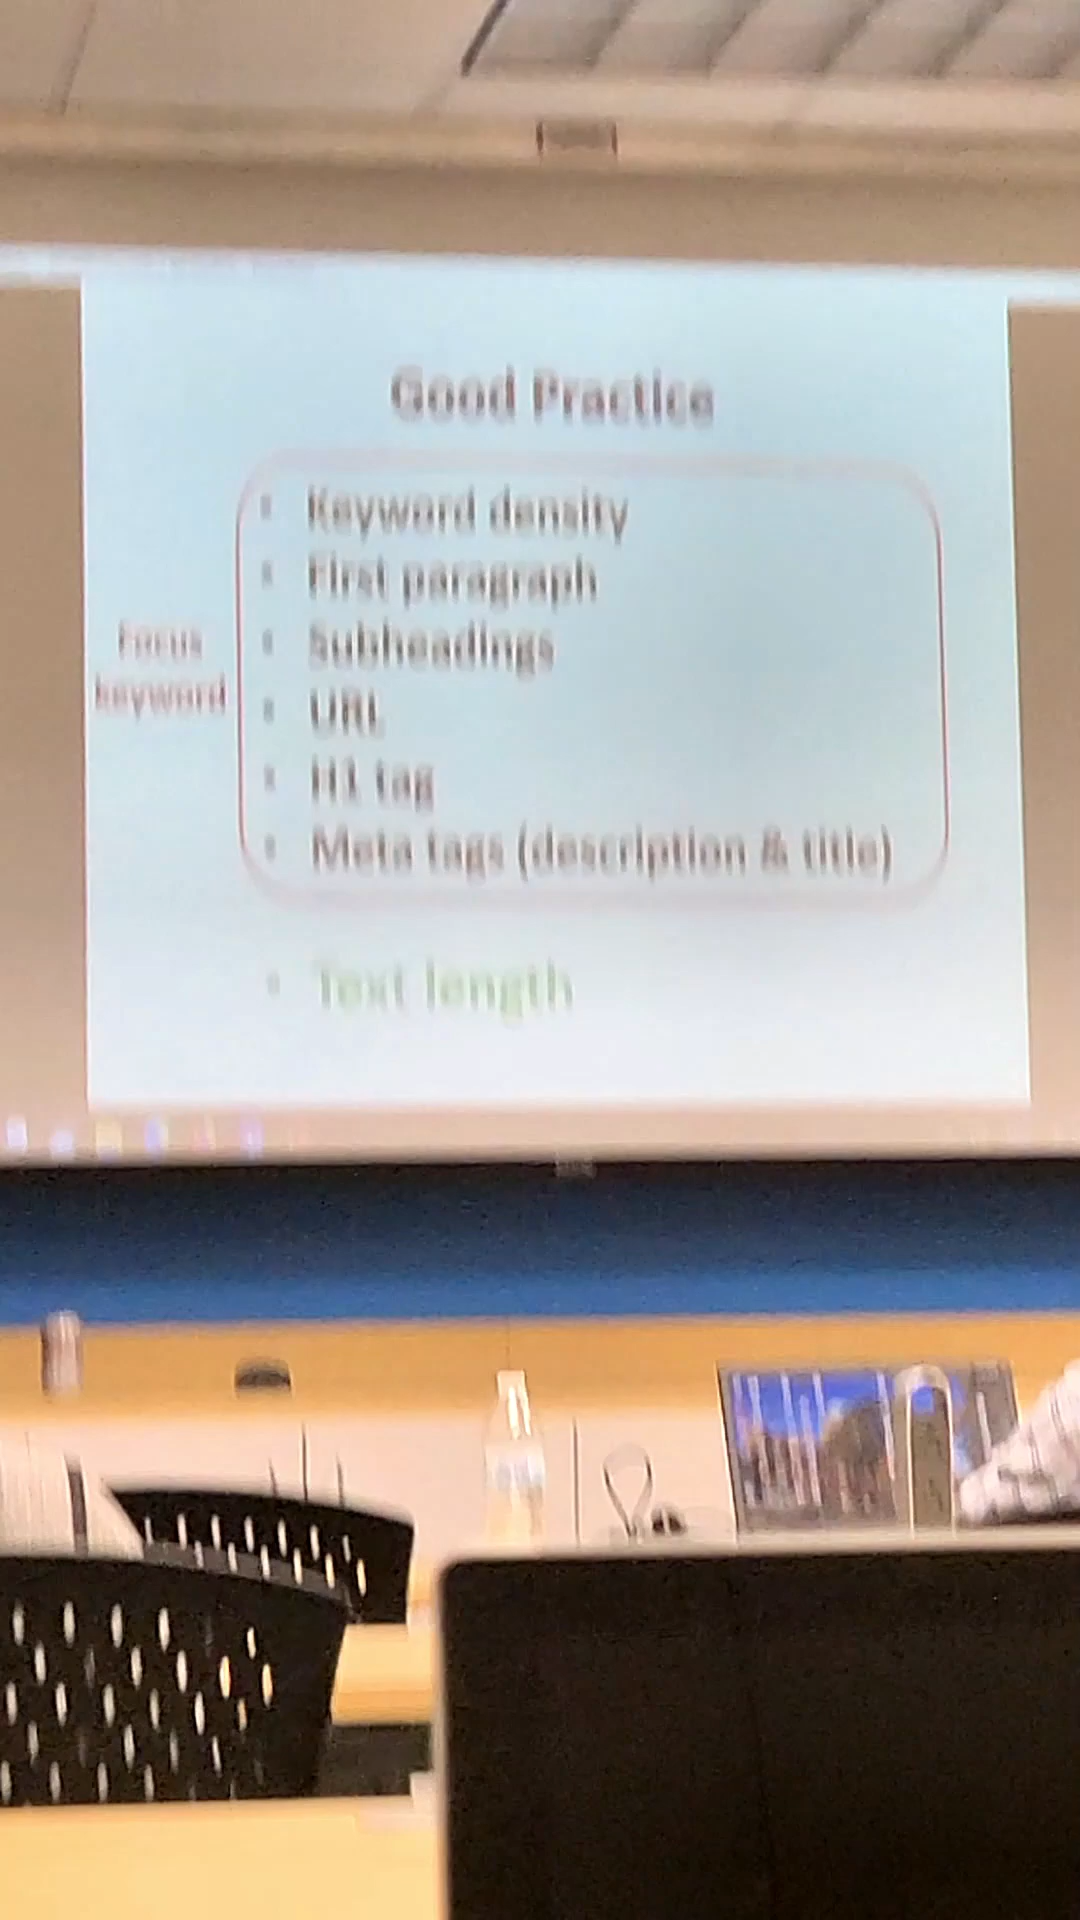 Good Practice
Focus
keyword
• Keyword density
• First paragraph
• Subheadings
• URL
• H1 tag
• Meta tags (description & title)
• Text length